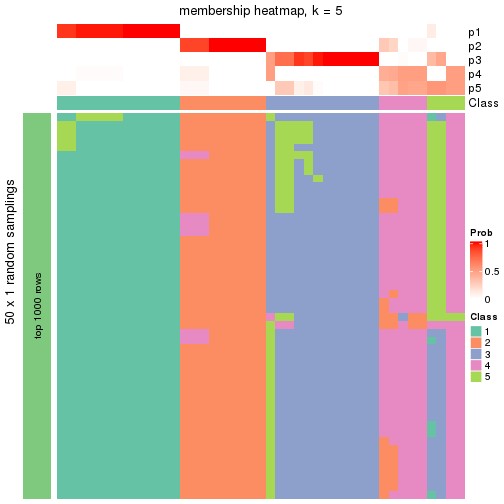 membership heatmap, k = 5
p1
p2
p3
p4
p5
Class
50 x 1 random samplings
top 1000 rows
Prob
1
0.5
0
Class
1
2
3
4
5